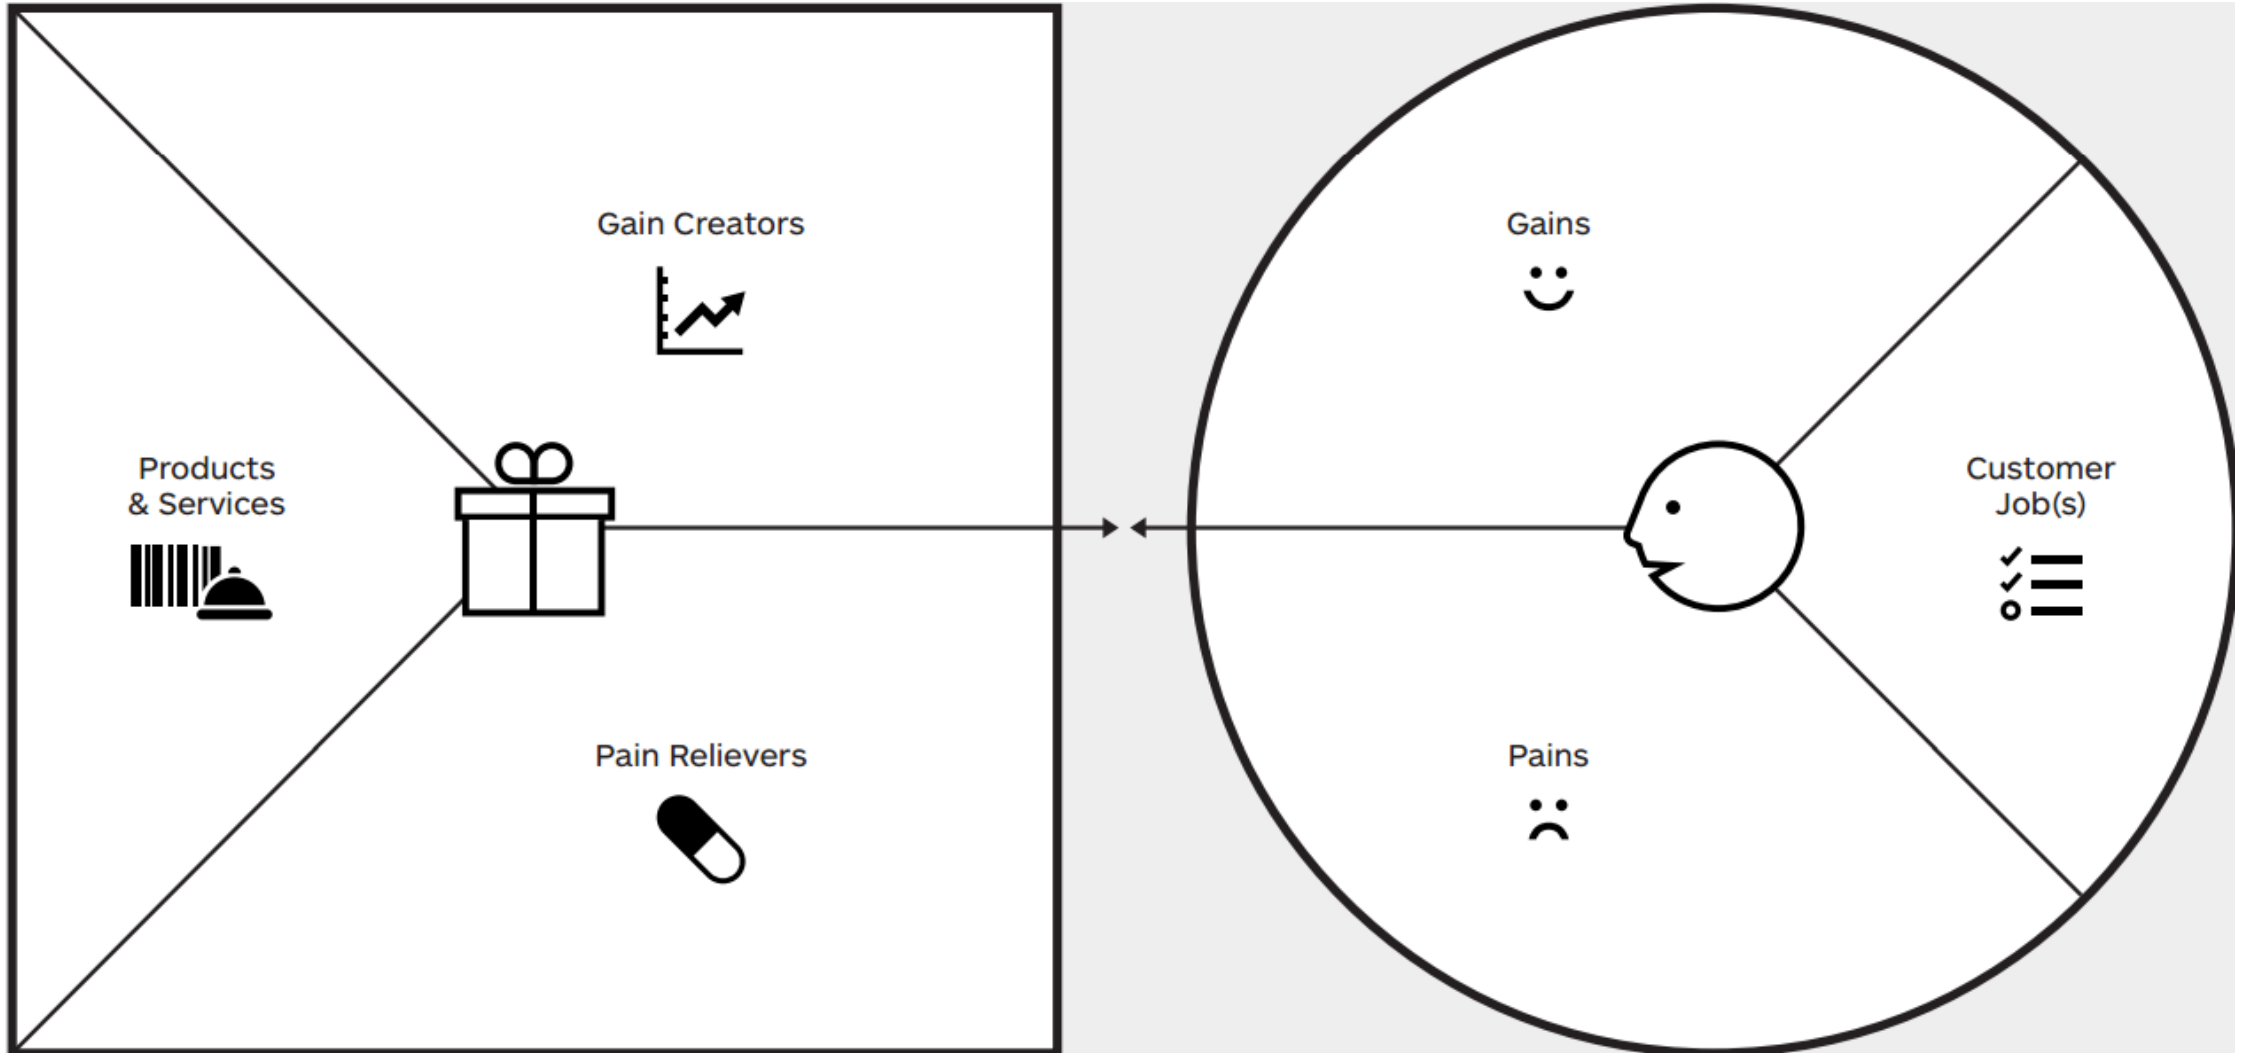 Gain Creators
Products
& Services
Pain Relievers
Gains
Customer
Job(s)
Pains